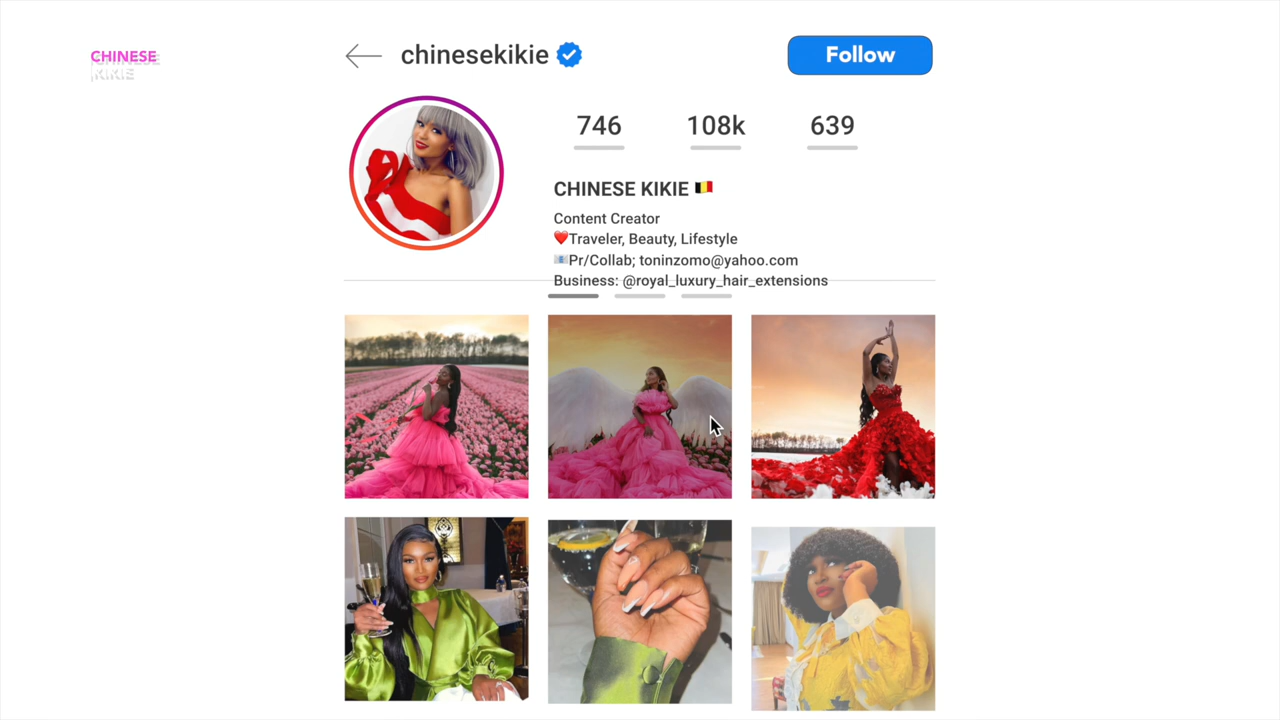 CHINESE
KIKIE
chinesekikie
Follow
746 108k 639
CHINESE KIKIE 🇧🇪
Content Creator
❤️Traveler, Beauty, Lifestyle
📧Pr/Collab; toninzomo@yahoo.com
Business: @royal_luxury_hair_extensions